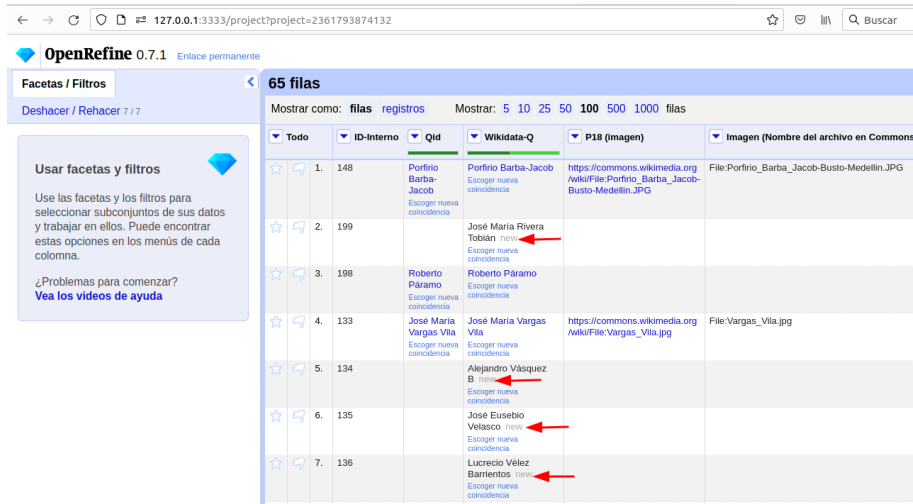 127.0.0.1:3333/project?project=2361793874132
Buscar
OpenRefine 0.7.1 Enlace permanente
Facetas / Filtros
Deshacer / Rehacer 7 / 7
Usar facetas y filtros
Use las facetas y los filtros para
seleccionar subconjuntos de sus datos
y trabajar en ellos. Puede encontrar
estas opciones en los menús de cada
colomna.
¿Problemas para comenzar?
Vea los videos de ayuda
65 filas
Mostrar como: filas registros Mostrar: 5 10 25 50 100 500 1000 filas
Todo ID-Interno Qid Wikidata-Q P18 (imagen) Imagen (Nombre del archivo en Commons
1. 148
Porfirio
Barba-
Jacob
Escoger nueva
coincidencia
Porfirio Barba-Jacob
Escoger nueva
coincidencia
https://commons.wikimedia.org
/wiki/File:Porfirio_Barba_Jacob-
Busto-Medellin.JPG
File:Porfirio_Barba_Jacob-Busto-Medellin.JPG
2. 199
José María Rivera
Tobián new
Escoger nueva
coincidencia
3. 198
Roberto
Páramo
Escoger nueva
coincidencia
Roberto Páramo
Escoger nueva
coincidencia
4. 133
José María
Vargas Vila
Escoger nueva
coincidencia
José María Vargas
Vila
Escoger nueva
coincidencia
https://commons.wikimedia.org
/wiki/File:Vargas_Vila.jpg
File:Vargas_Vila.jpg
5. 134
Alejandro Vásquez
B new
Escoger nueva
coincidencia
6. 135
José Eusebio
Velasco new
Escoger nueva
coincidencia
7. 136
Lucrecio Vélez
Barrientos new
Escoger nueva
coincidencia